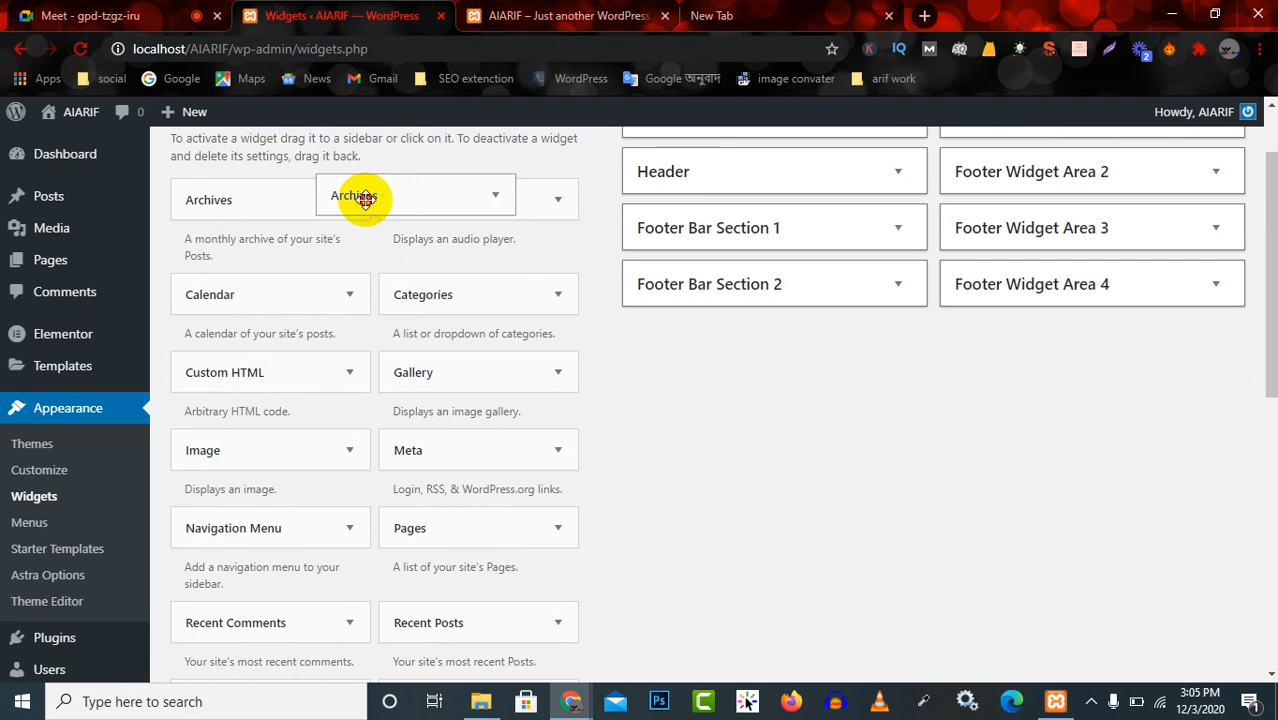 Meet - gpd-tzgz-iru
Widgets ‹ AIARIF — WordPress
AIARIF – Just another WordPress
New Tab
localhost/AIARIF/wp-admin/widgets.php
Apps
social
Google
Maps
News
Gmail
SEO extenction
WordPress
Google অনুবাদ
image convater
arif work
AIARIF
0
New
Howdy, AIARIF
Dashboard
Posts
Media
Pages
Comments
Elementor
Templates
Appearance
Themes
Customize
Widgets
Menus
Starter Templates
Astra Options
Theme Editor
Plugins
Users
To activate a widget drag it to a sidebar or click on it. To deactivate a widget
and delete its settings, drag it back.
Archives
Archives
A monthly archive of your site's
Posts.
Displays an audio player.
Calendar
Categories
A calendar of your site's posts.
A list or dropdown of categories.
Custom HTML
Gallery
Arbitrary HTML code.
Displays an image gallery.
Image
Meta
Displays an image.
Login, RSS, & WordPress.org links.
Navigation Menu
Pages
Add a navigation menu to your
sidebar.
A list of your site's Pages.
Recent Comments
Recent Posts
Your site's most recent comments.
Your site's most recent Posts.
Header
Footer Widget Area 2
Footer Bar Section 1
Footer Widget Area 3
Footer Bar Section 2
Footer Widget Area 4
Type here to search
3:05 PM
12/3/2020